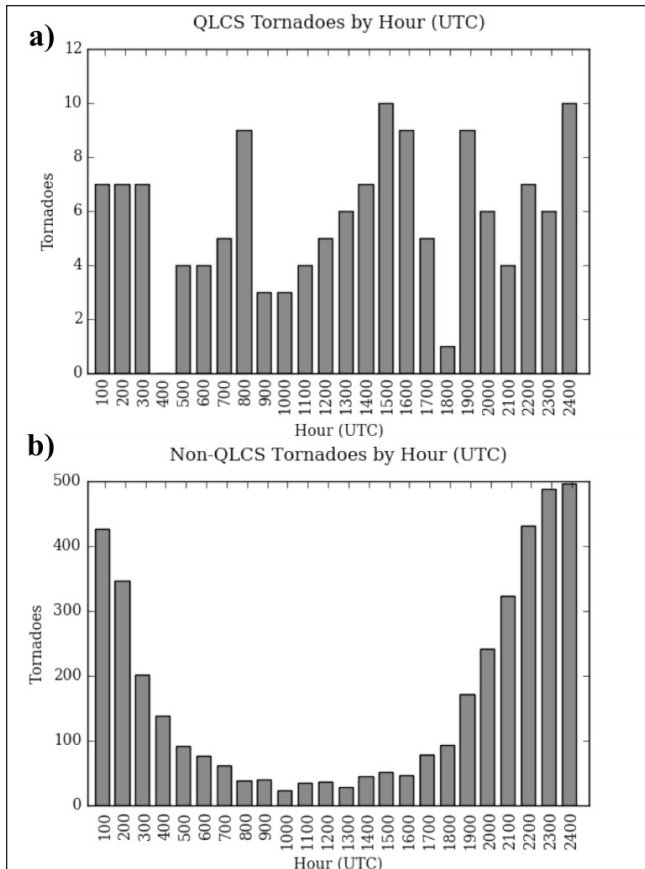 a)
QLCS Tornadoes by Hour (UTC)
12
10
8
6
4
2
0
Tornadoes
100 200 300 400 500 600 700 800 900 1000 1100 1200 1300 1400 1500 1600 1700 1800 1900 2000 2100 2200 2300 2400
Hour (UTC)
b)
Non-QLCS Tornadoes by Hour (UTC)
500
400
300
200
100
0
Tornadoes
100 200 300 400 500 600 700 800 900 1000 1100 1200 1300 1400 1500 1600 1700 1800 1900 2000 2100 2200 2300 2400
Hour (UTC)